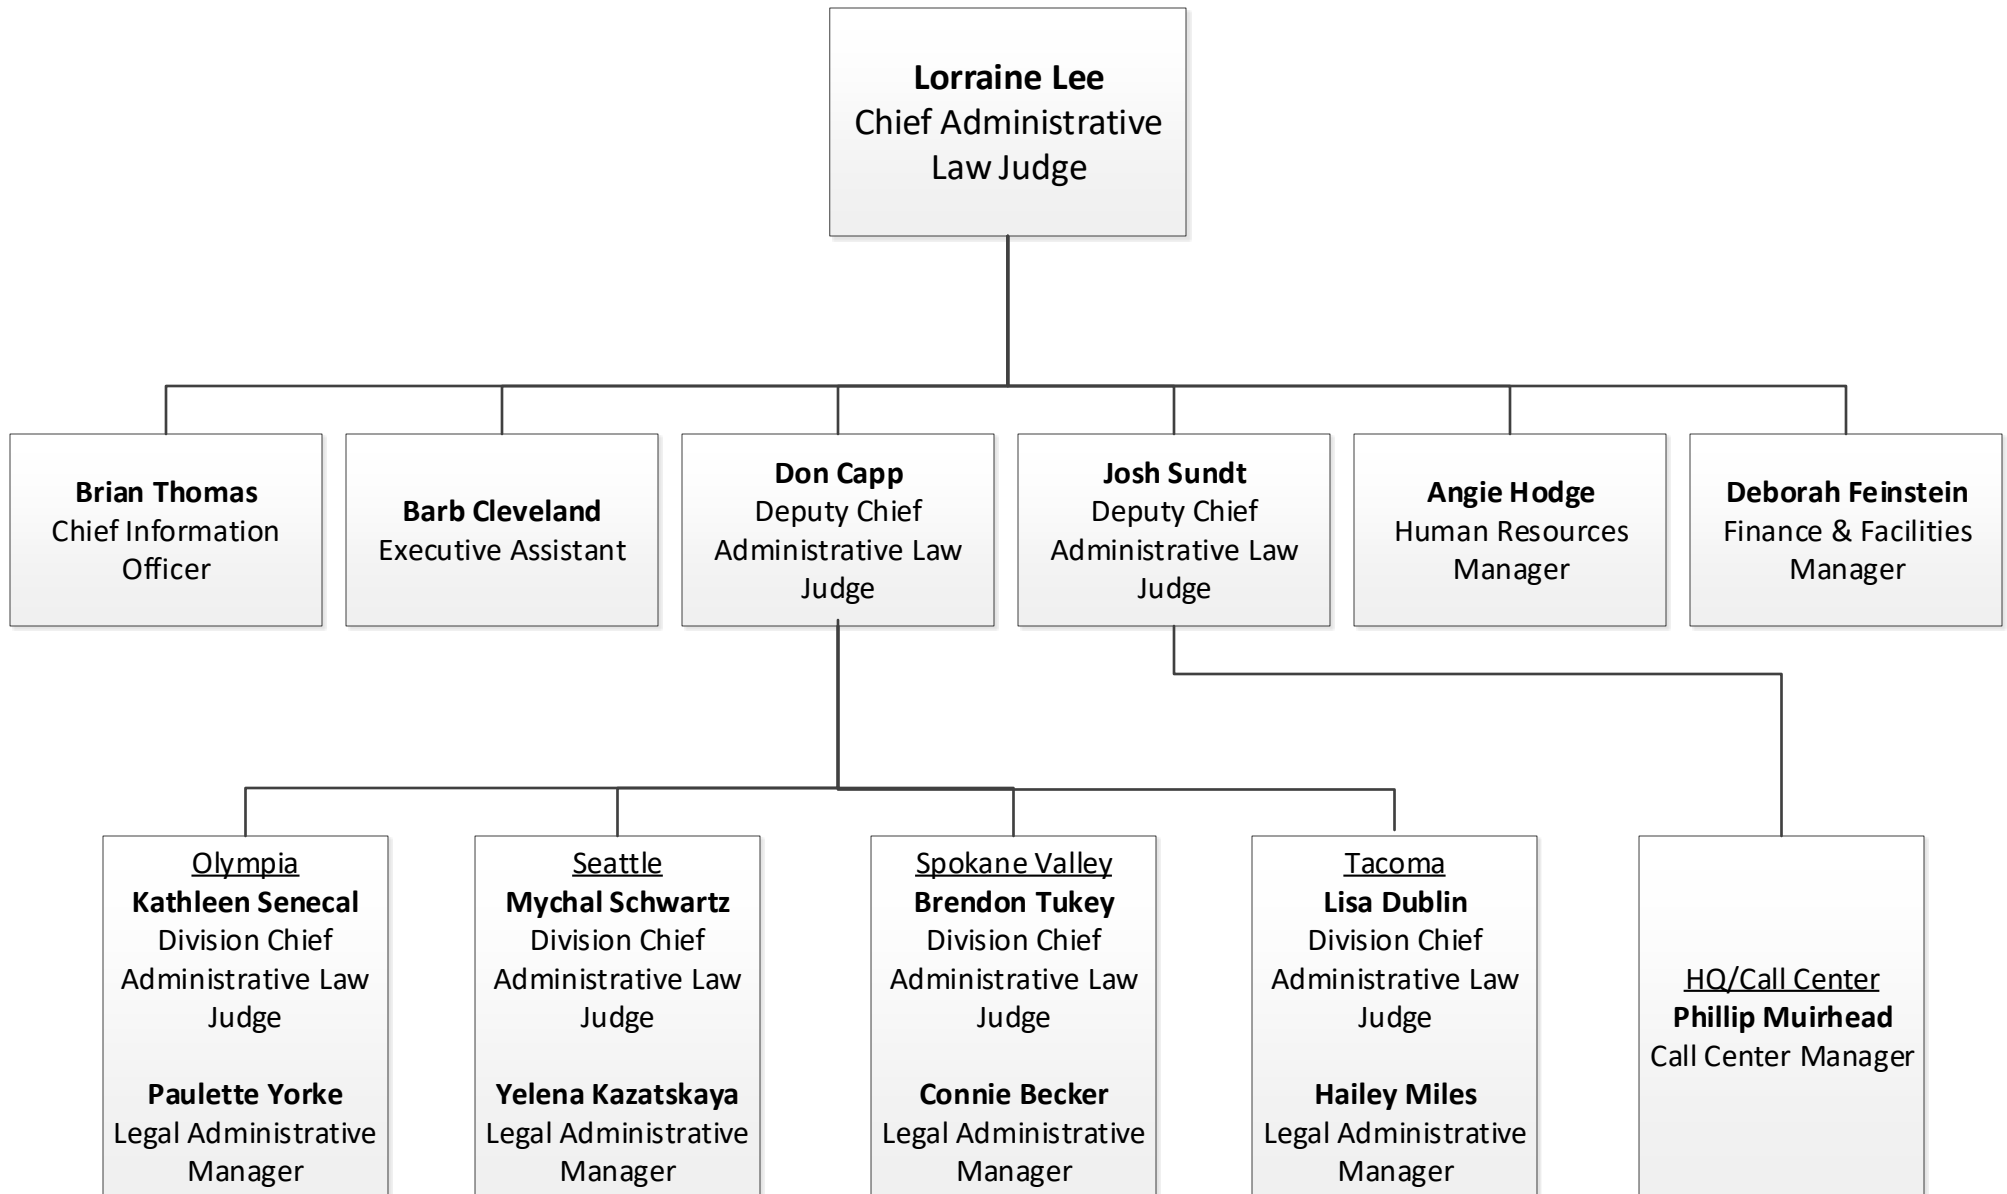 Lorraine Lee
Chief Administrative
Law Judge
Brian Thomas
Chief Information
Officer
Barb Cleveland
Executive Assistant
Don Capp
Deputy Chief
Administrative Law
Judge
Josh Sundt
Deputy Chief
Administrative Law
Judge
Angie Hodge
Human Resources
Manager
Deborah Feinstein
Finance & Facilities
Manager
Olympia
Kathleen Senecal
Division Chief
Administrative Law
Judge
Paulette Yorke
Legal Administrative
Manager
Seattle
Mychal Schwartz
Division Chief
Administrative Law
Judge
Yelena Kazatskaya
Legal Administrative
Manager
Spokane Valley
Brendon Tukey
Division Chief
Administrative Law
Judge
Connie Becker
Legal Administrative
Manager
Tacoma
Lisa Dublin
Division Chief
Administrative Law
Judge
Hailey Miles
Legal Administrative
Manager
HQ/Call Center
Phillip Muirhead
Call Center Manager